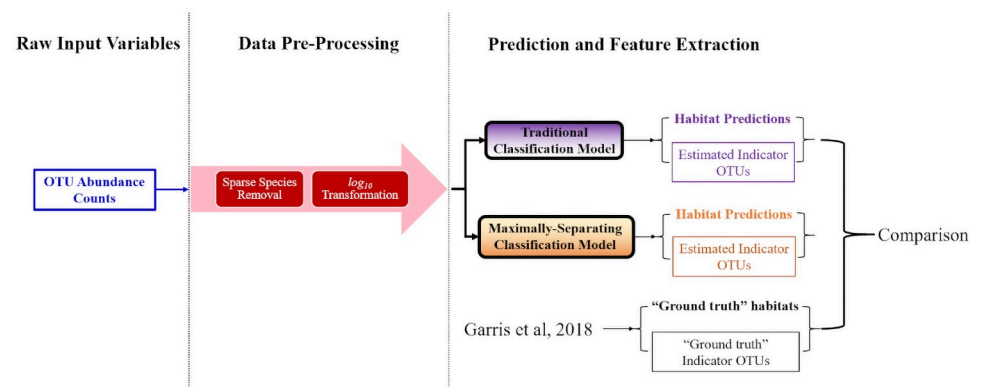 Raw Input Variables
Data Pre-Processing
Prediction and Feature Extraction
OTU Abundance
Counts
Sparse Species
Removal
log10
Transformation
Traditional
Classification Model
Habitat Predictions
Estimated Indicator
OTUs
Maximally-Separating
Classification Model
Habitat Predictions
Estimated Indicator
OTUs
Comparison
Garris et al, 2018
“Ground truth” habitats
“Ground truth”
Indicator OTUs